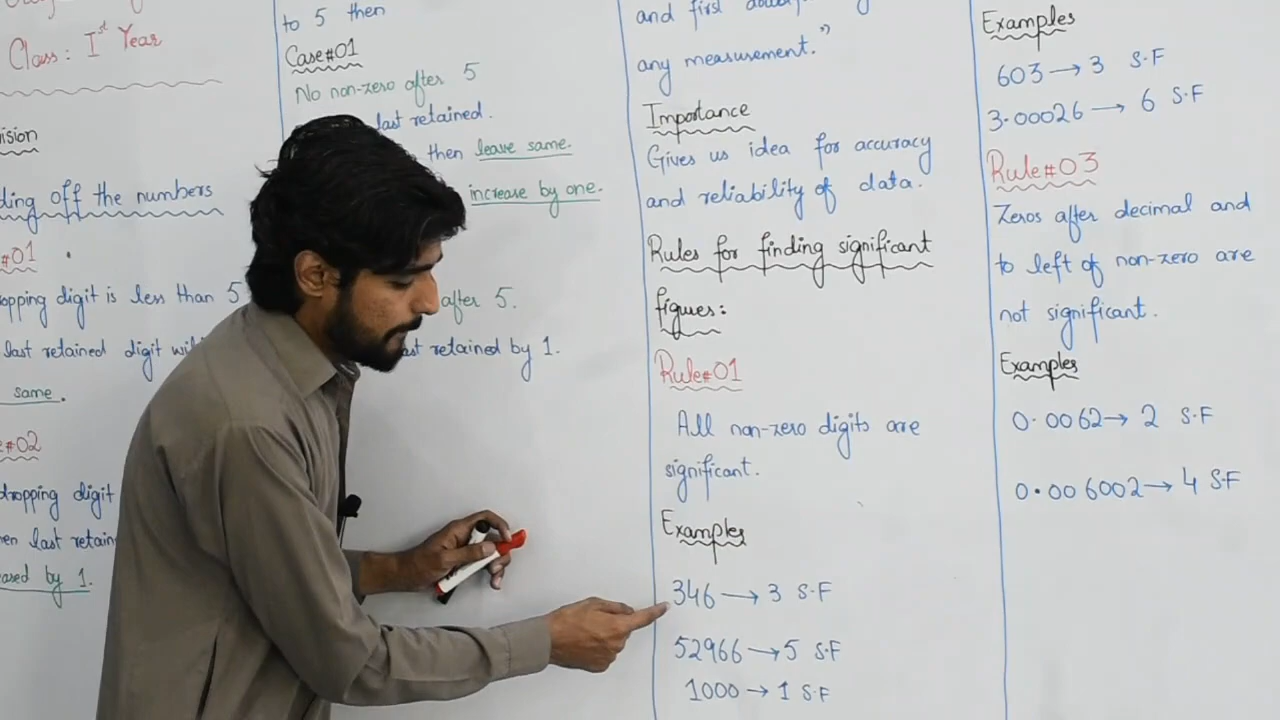 Class: Ist Year
ision
ding off the numbers
#01
opping digit is less than 5
last retained digit wil
same.
e#02
dropping digit
en last retain
ased by 1.
to 5 then
Case#01
No non-zero after 5
last retained.
then leave same.
increase by one.
after 5.
ast retained by 1.
and first
any measurement."
Importance
Gives us idea for accuracy
and reliability of data.
Rules for finding significant
figures:
Rule#01
All non-zero digits are
significant.
Examples
346 → 3 S.F
52966 → 5 S.F
1000 → 1 S.F
Examples
603 → 3 S.F
3.00026 → 6 S.F
Rule#03
Zeros after decimal and
to left of non-zero are
not significant.
Examples
0.0062 → 2 S.F
0.006002 → 4 S.F